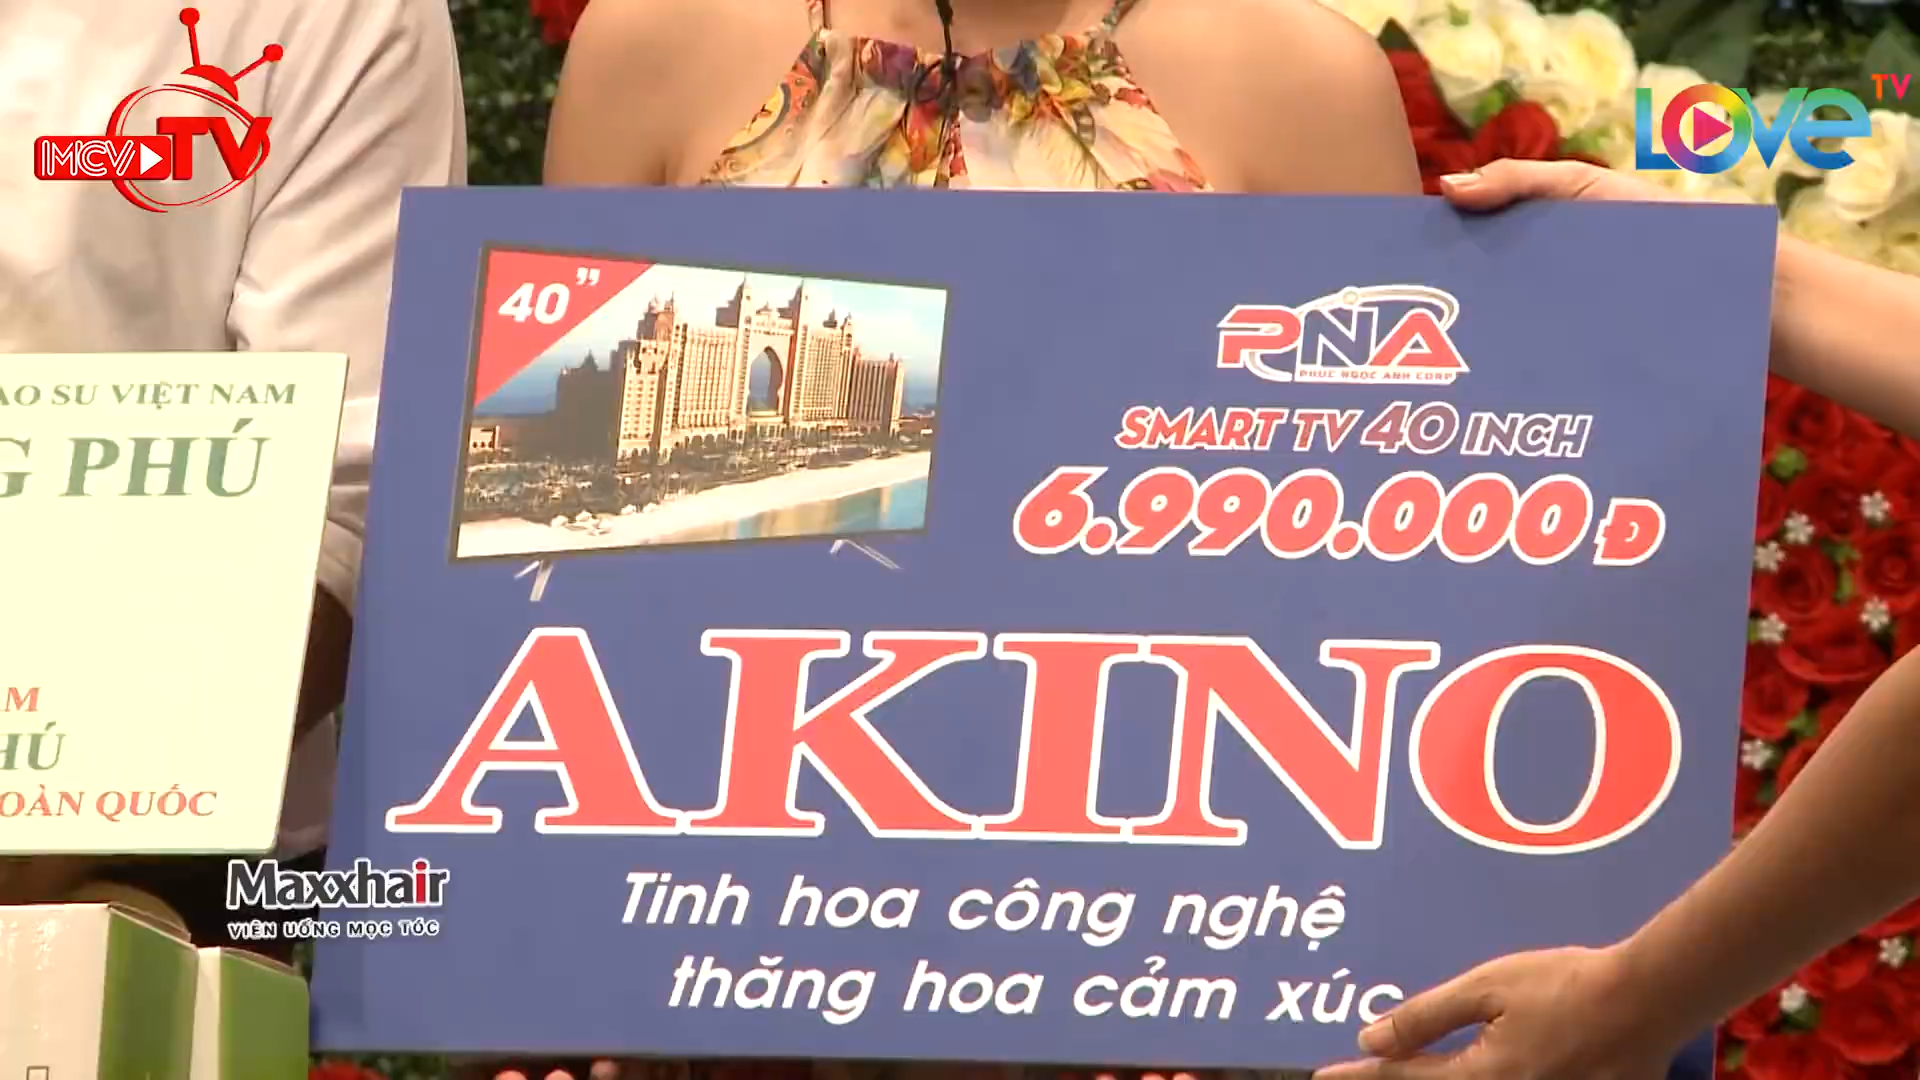 MCV TV
LOVE TV
40"
PNA
PHUC NGOC ANH CORP
SMART TV 40 INCH
6.990.000 Đ
AKINO
Tinh hoa công nghệ
thăng hoa cảm xúc
AO SU VIỆT NAM
G PHÚ
AM
HÚ
OÀN QUỐC
Maxxhair
VIÊN UỐNG MỌC TÓC